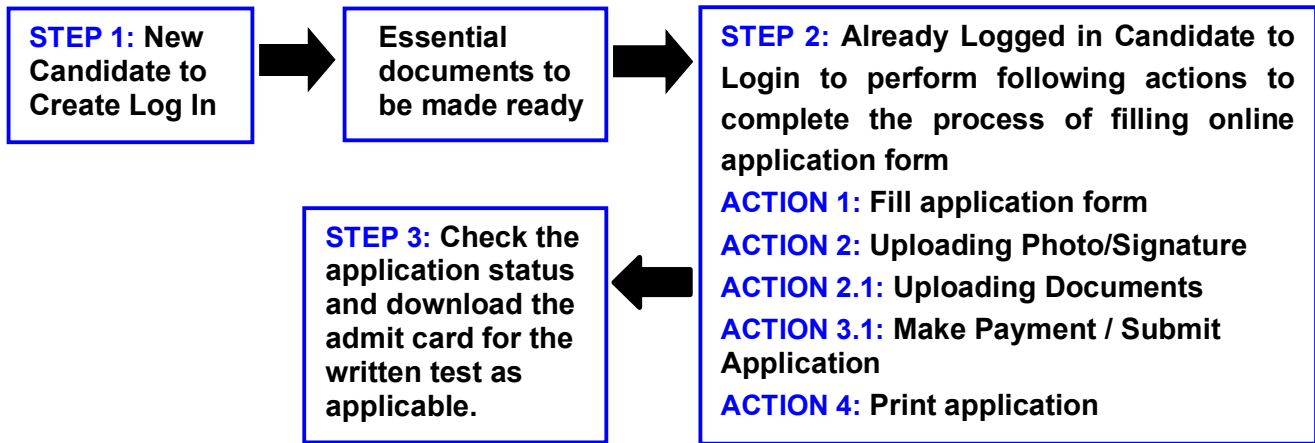 STEP 1: New
Candidate to
Create Log In
Essential
documents to
be made ready
STEP 2: Already Logged in Candidate to
Login to perform following actions to
complete the process of filling online
application form
ACTION 1: Fill application form
ACTION 2: Uploading Photo/Signature
ACTION 2.1: Uploading Documents
ACTION 3.1: Make Payment / Submit
Application
ACTION 4: Print application
STEP 3: Check the
application status
and download the
admit card for the
written test as
applicable.